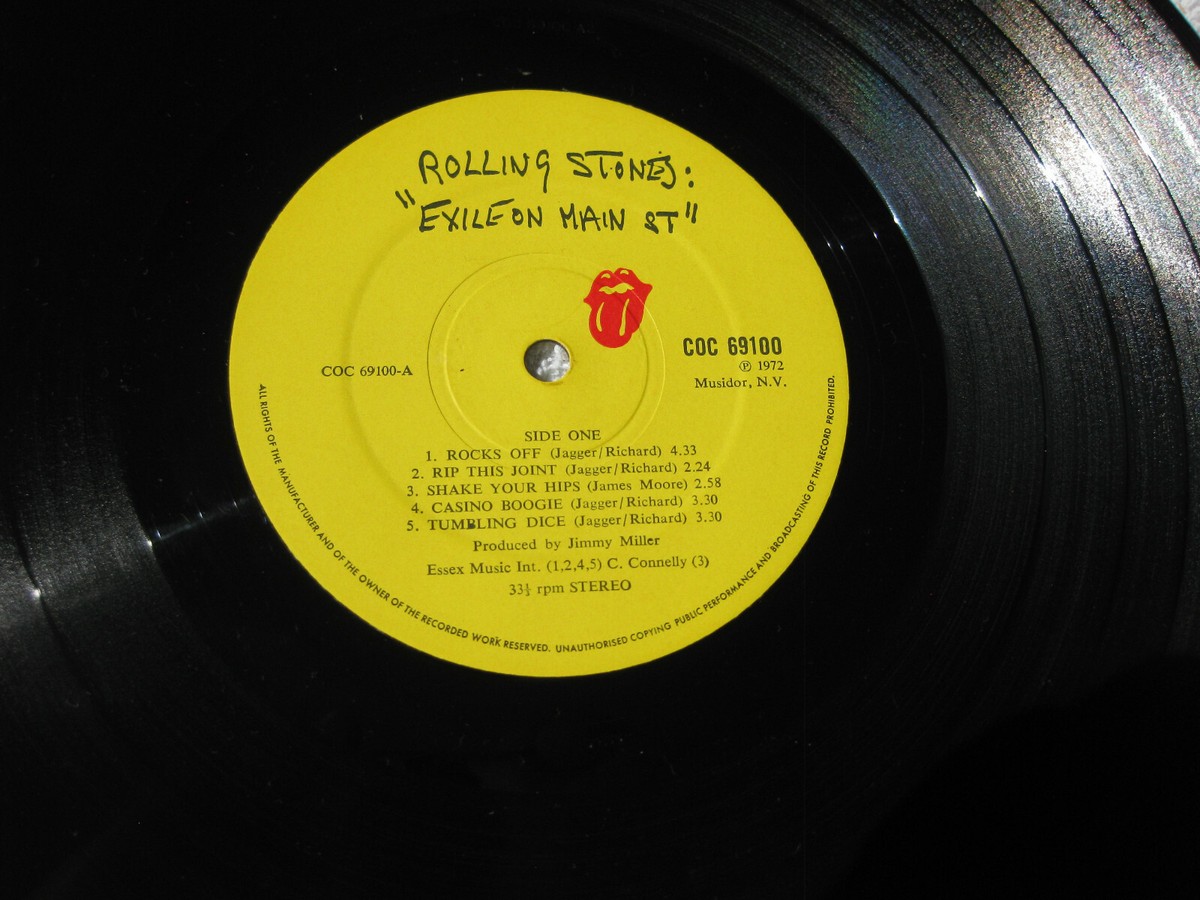 ROLLING STONES:
"EXILE ON MAIN ST"
COC 69100-A
COC 69100
℗ 1972
Musidor, N.V.
SIDE ONE
1. ROCKS OFF (Jagger/Richard) 4.33
2. RIP THIS JOINT (Jagger/Richard) 2.24
3. SHAKE YOUR HIPS (James Moore) 2.58
4. CASINO BOOGIE (Jagger/Richard) 3.30
5. TUMBLING DICE (Jagger/Richard) 3.30
Produced by Jimmy Miller
Essex Music Int. (1,2,4,5) C. Connelly (3)
33⅓ rpm STEREO
ALL RIGHTS OF THE MANUFACTURER AND OF THE OWNER OF THE RECORDED WORK RESERVED. UNAUTHORISED COPYING PUBLIC PERFORMANCE AND BROADCASTING OF THIS RECORD PROHIBITED.